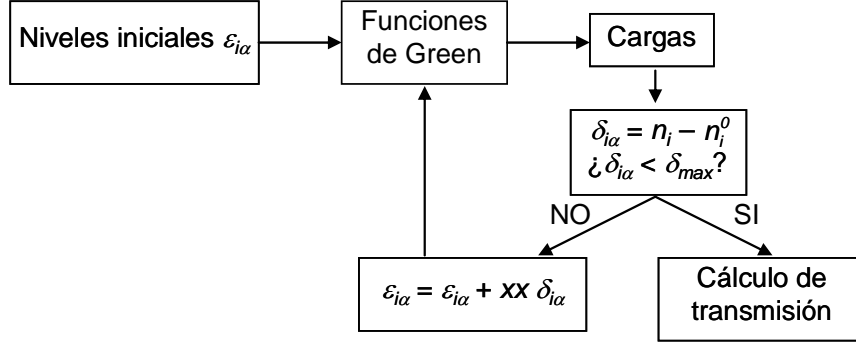 Niveles iniciales εiα
Funciones
de Green
Cargas
δiα = ni – ni0
¿δiα < δmax?
NO
SI
εiα = εiα + xx δiα
Cálculo de
transmisión